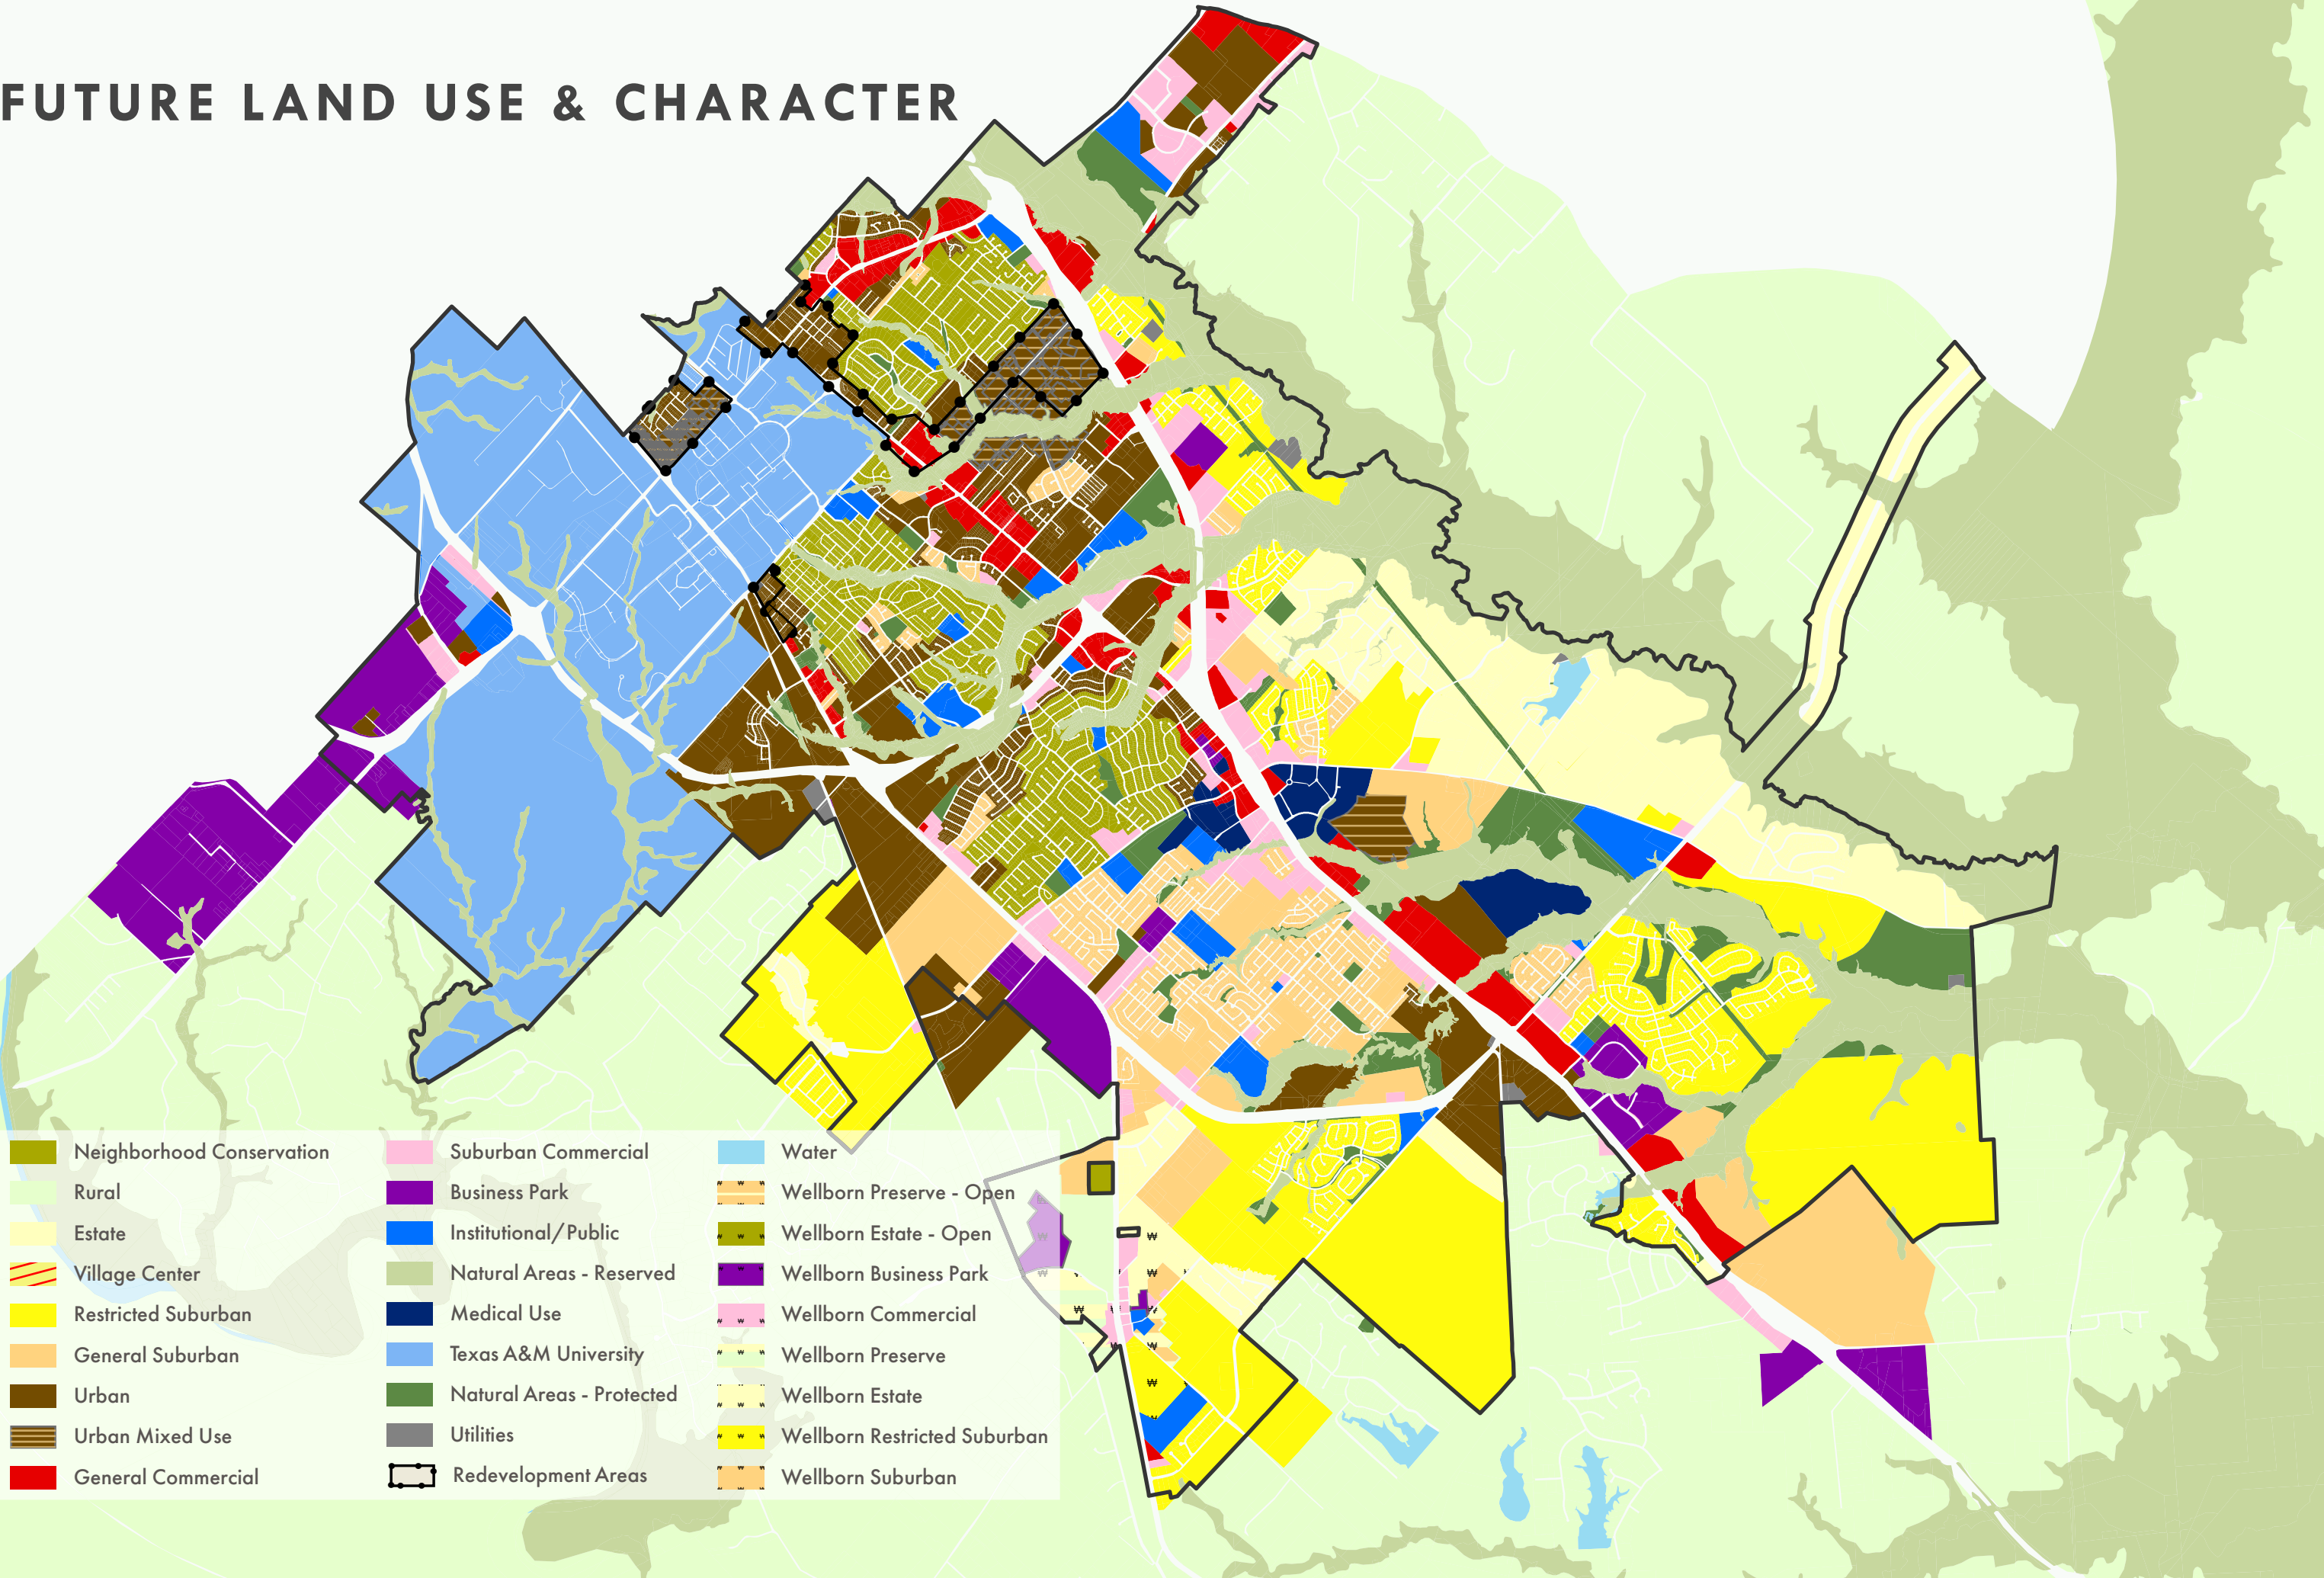 FUTURE LAND USE & CHARACTER
Neighborhood Conservation
Rural
Estate
Village Center
Restricted Suburban
General Suburban
Urban
Urban Mixed Use
General Commercial
Suburban Commercial
Business Park
Institutional/Public
Natural Areas - Reserved
Medical Use
Texas A&M University
Natural Areas - Protected
Utilities
Redevelopment Areas
Water
Wellborn Preserve - Open
Wellborn Estate - Open
Wellborn Business Park
Wellborn Commercial
Wellborn Preserve
Wellborn Estate
Wellborn Restricted Suburban
Wellborn Suburban